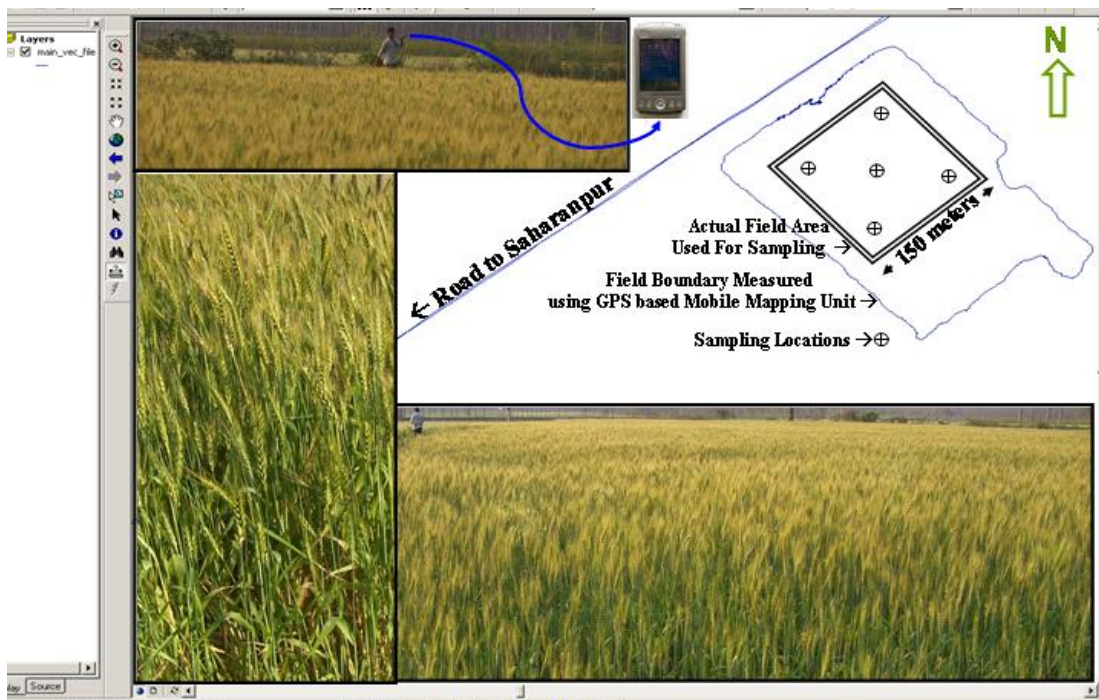 Layers
main_vec_file
N
← Road to Saharanpur
Actual Field Area
Used For Sampling →
150 meters
Field Boundary Measured
using GPS based Mobile Mapping Unit →
Sampling Locations →
Source